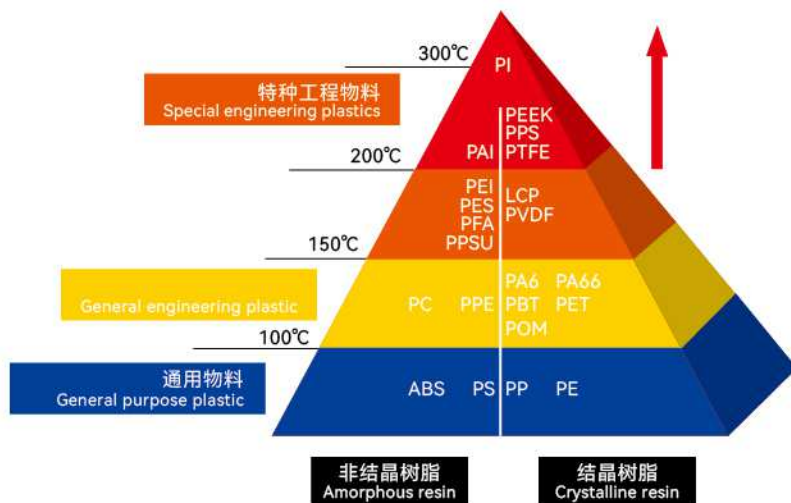 300℃
PI
特种工程物料
Special engineering plastics
PEEK
PPS
PAI PTFE
200℃
PEI
LCP
PES
PVDF
PFA
PPSU
150℃
PA6 PA66
General engineering plastic
PC PPE PBT PET
POM
100℃
通用物料
General purpose plastic
ABS PS PP PE
非结晶树脂
Amorphous resin
结晶树脂
Crystalline resin